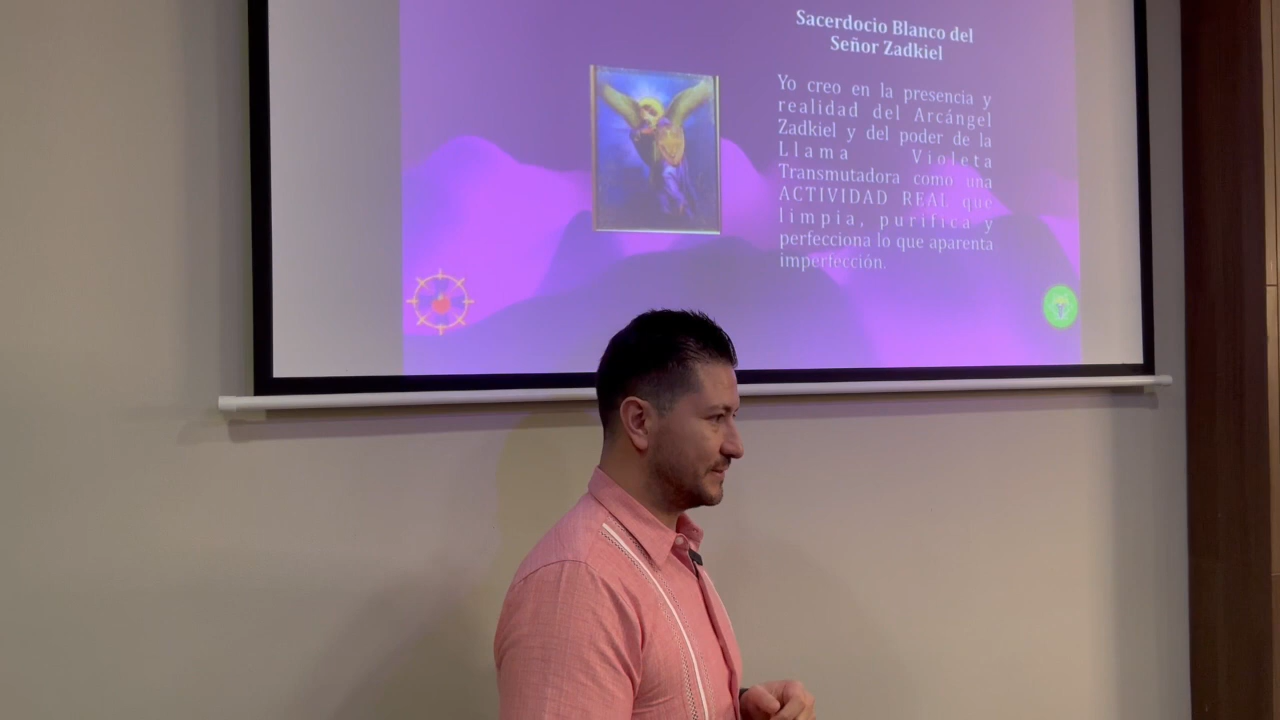 Sacerdocio Blanco del
Señor Zadkiel
Yo creo en la presencia y
realidad del Arcángel
Zadkiel y del poder de la
Llama Violeta
Transmutadora como una
ACTIVIDAD REAL que
limpia, purifica y
perfecciona lo que aparenta
imperfección.